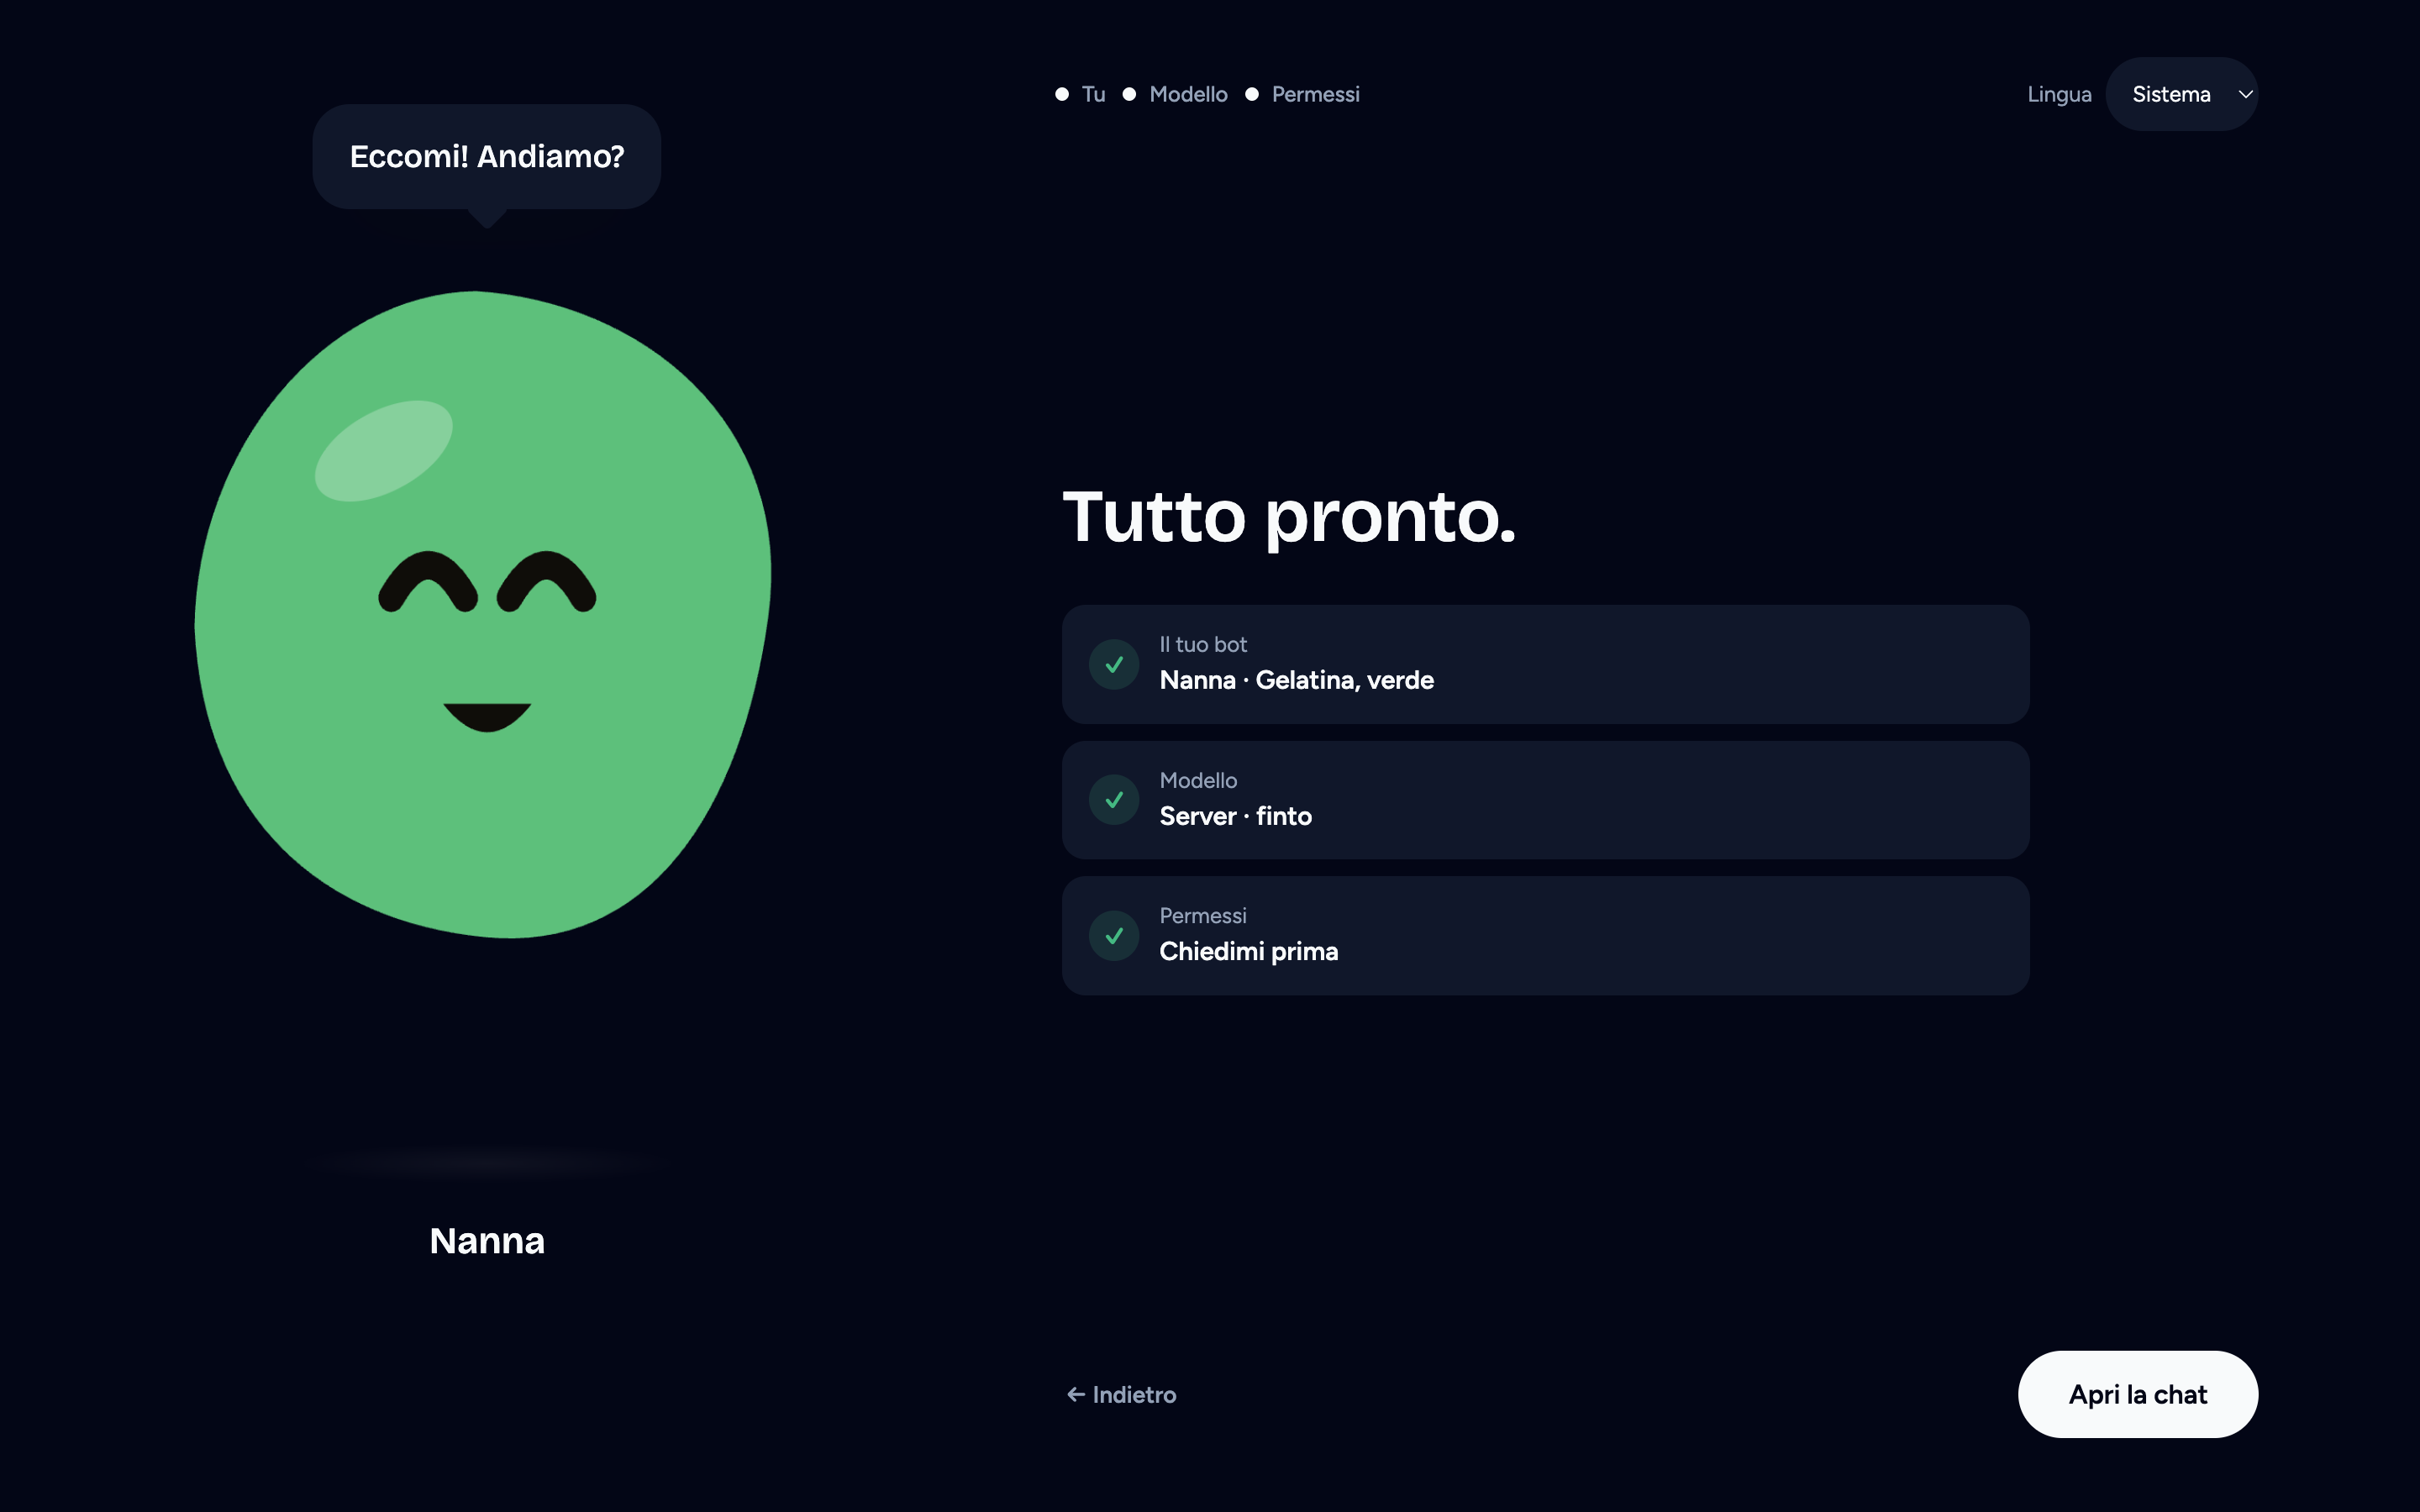 Eccomi! Andiamo?
Nanna
Tu
Modello
Permessi
Lingua
Sistema
Tutto pronto.
Il tuo bot
Nanna · Gelatina, verde
Modello
Server · finto
Permessi
Chiedimi prima
← Indietro
Apri la chat